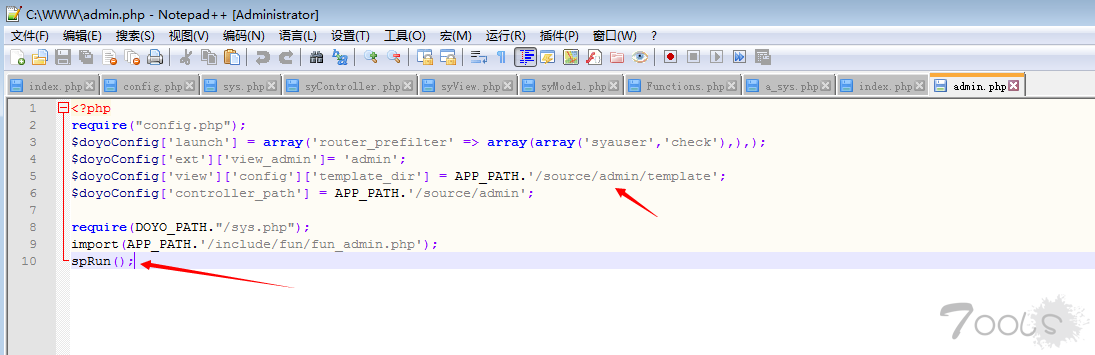 C:\WWW\admin.php - Notepad++ [Administrator]
文件(F) 编辑(E) 搜索(S) 视图(V) 编码(N) 语言(L) 设置(T) 工具(O) 宏(M) 运行(R) 插件(P) 窗口(W) ?
index.php config.php sys.php syController.php syView.php syModel.php Functions.php a_sys.php index.php admin.php
1 <?php
2 require("config.php");
3 $doyoConfig['launch'] = array('router_prefilter' => array(array('syauser','check'),),);
4 $doyoConfig['ext']['view_admin']= 'admin';
5 $doyoConfig['view']['config']['template_dir'] = APP_PATH.'/source/admin/template';
6 $doyoConfig['controller_path'] = APP_PATH.'/source/admin';
7
8 require(DOYO_PATH."/sys.php");
9 import(APP_PATH.'/include/fun/fun_admin.php');
10 spRun();
7OOLS